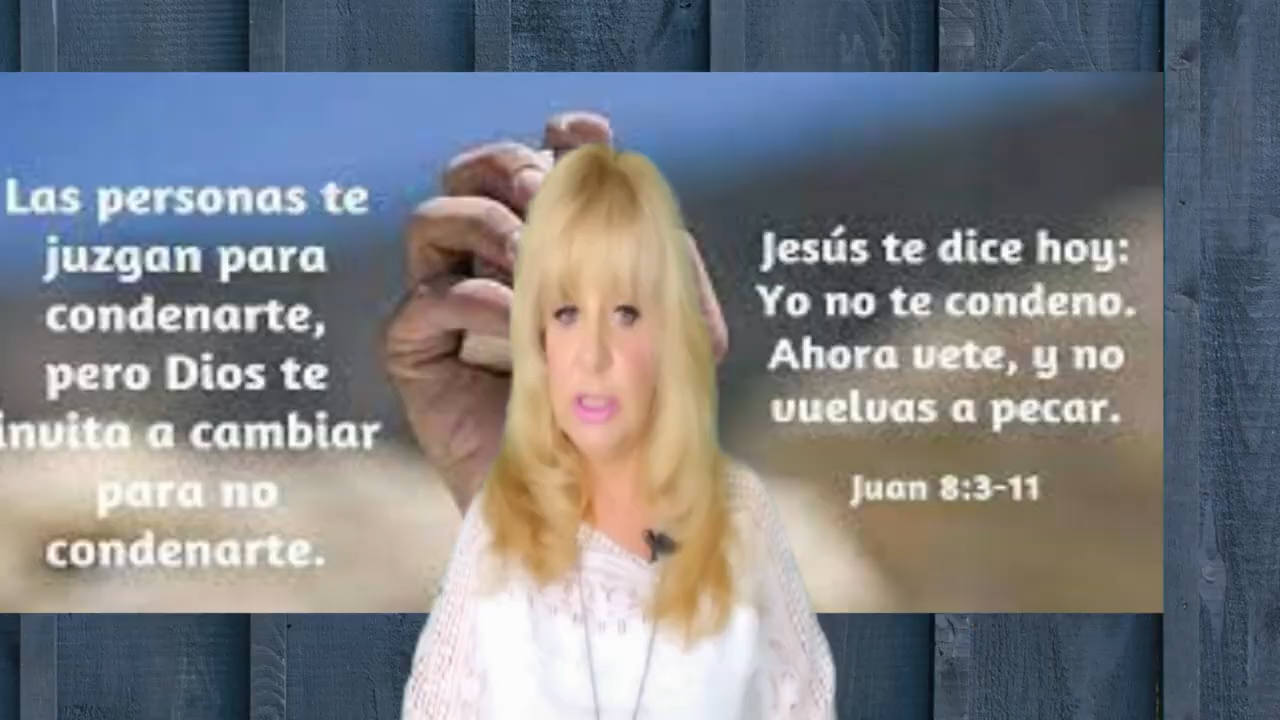 Las personas te
juzgan para
condenarte,
pero Dios te
invita a cambiar
para no
condenarte.
Jesús te dice hoy:
Yo no te condeno.
Ahora vete, y no
vuelvas a pecar.
Juan 8:3-11